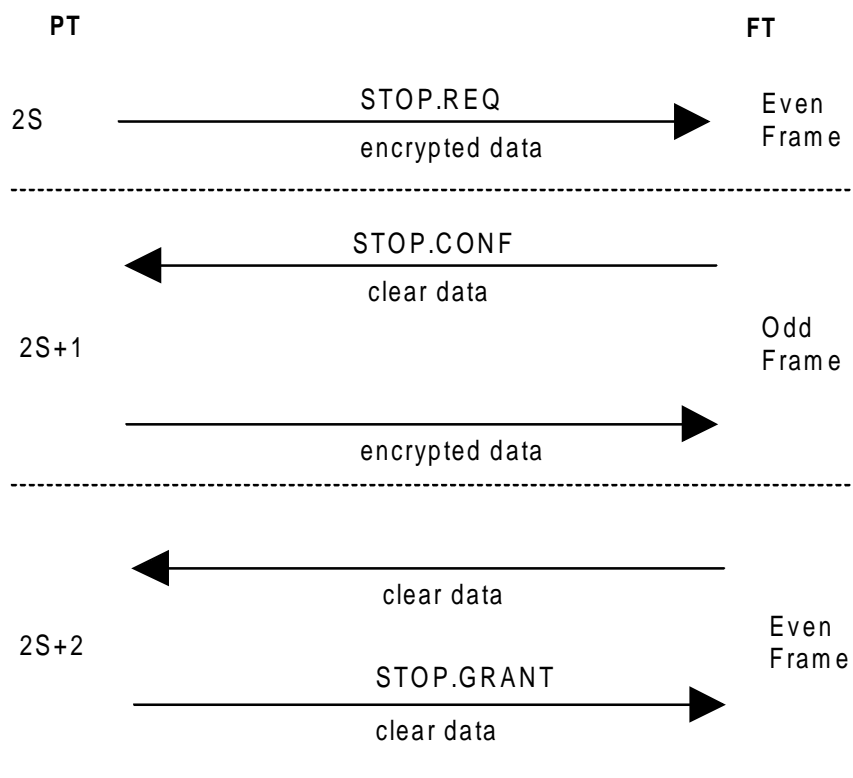 PT
FT
2S
STOP.REQ
encrypted data
Even
Frame
STOP.CONF
clear data
2S+1
Odd
Frame
encrypted data
clear data
2S+2
Even
Frame
STOP.GRANT
clear data